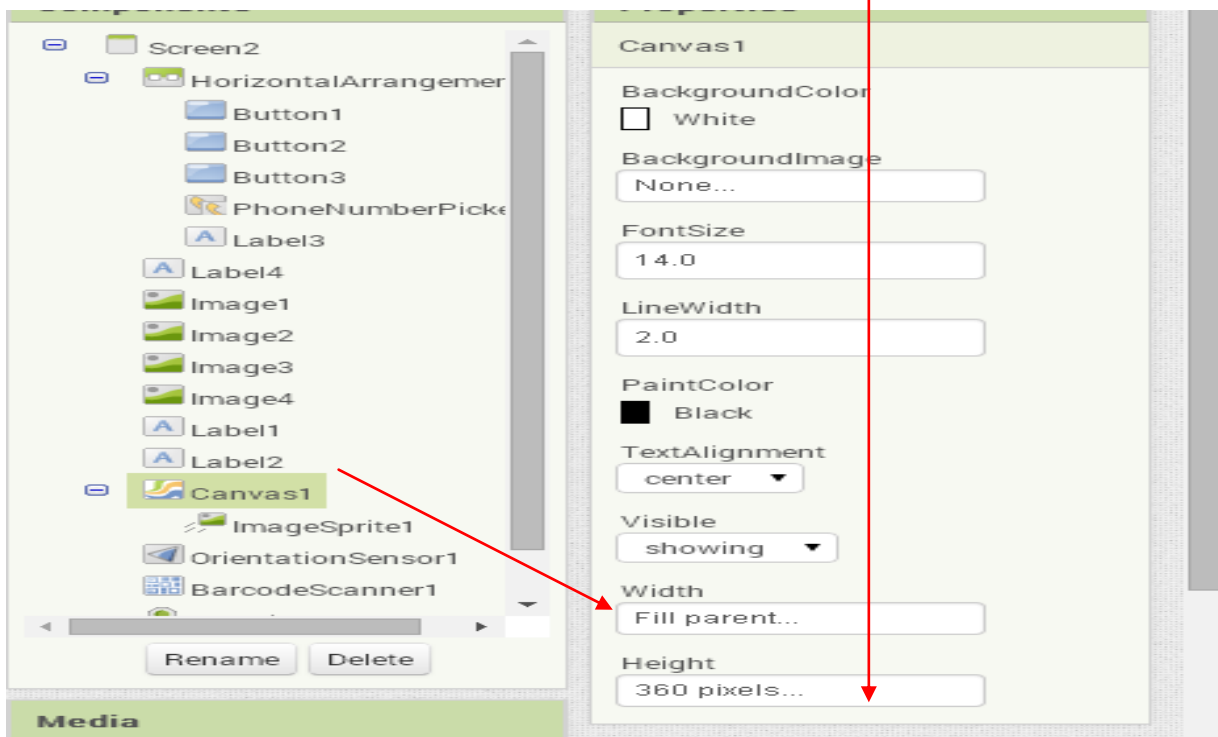 Components
Screen2
HorizontalArrangemer
Button1
Button2
Button3
PhoneNumberPicke
Label3
Label4
Image1
Image2
Image3
Image4
Label1
Label2
Canvas1
ImageSprite1
OrientationSensor1
BarcodeScanner1
Rename Delete
Media
Properties
Canvas1
BackgroundColor
White
BackgroundImage
None...
FontSize
14.0
LineWidth
2.0
PaintColor
Black
TextAlignment
center
Visible
showing
Width
Fill parent...
Height
360 pixels...